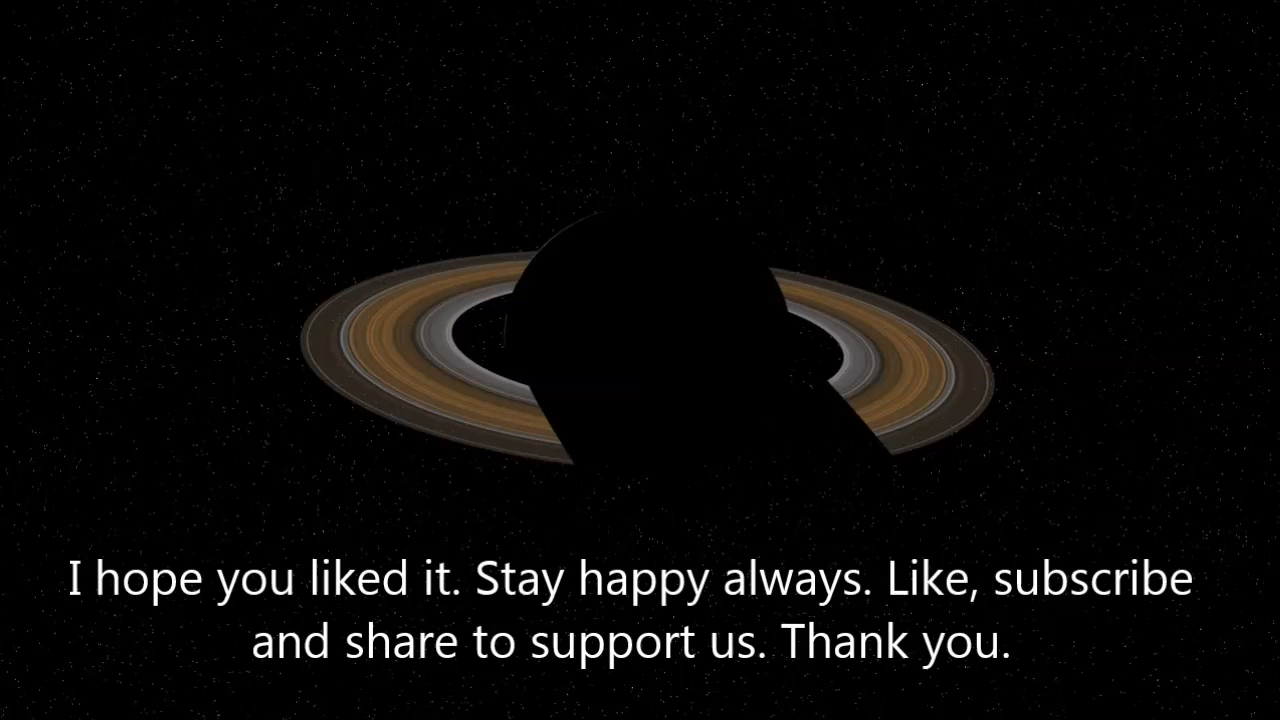 I hope you liked it. Stay happy always. Like, subscribe
and share to support us. Thank you.